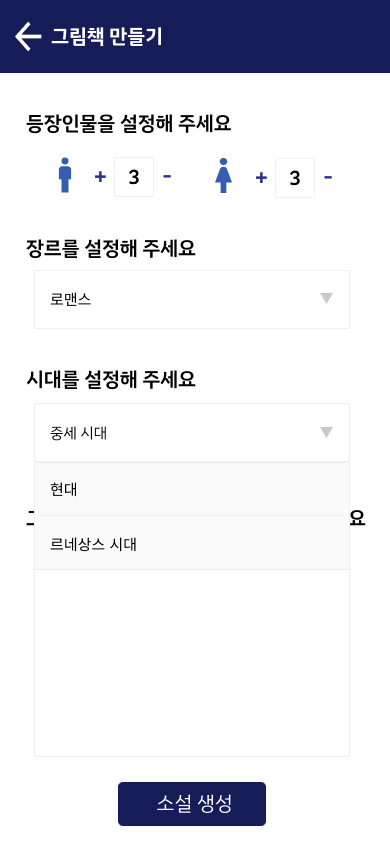 그림책 만들기
등장인물을 설정해 주세요
+ 3 - + 3 -
장르를 설정해 주세요
로맨스
시대를 설정해 주세요
중세 시대
현대
요
르네상스 시대
소설 생성